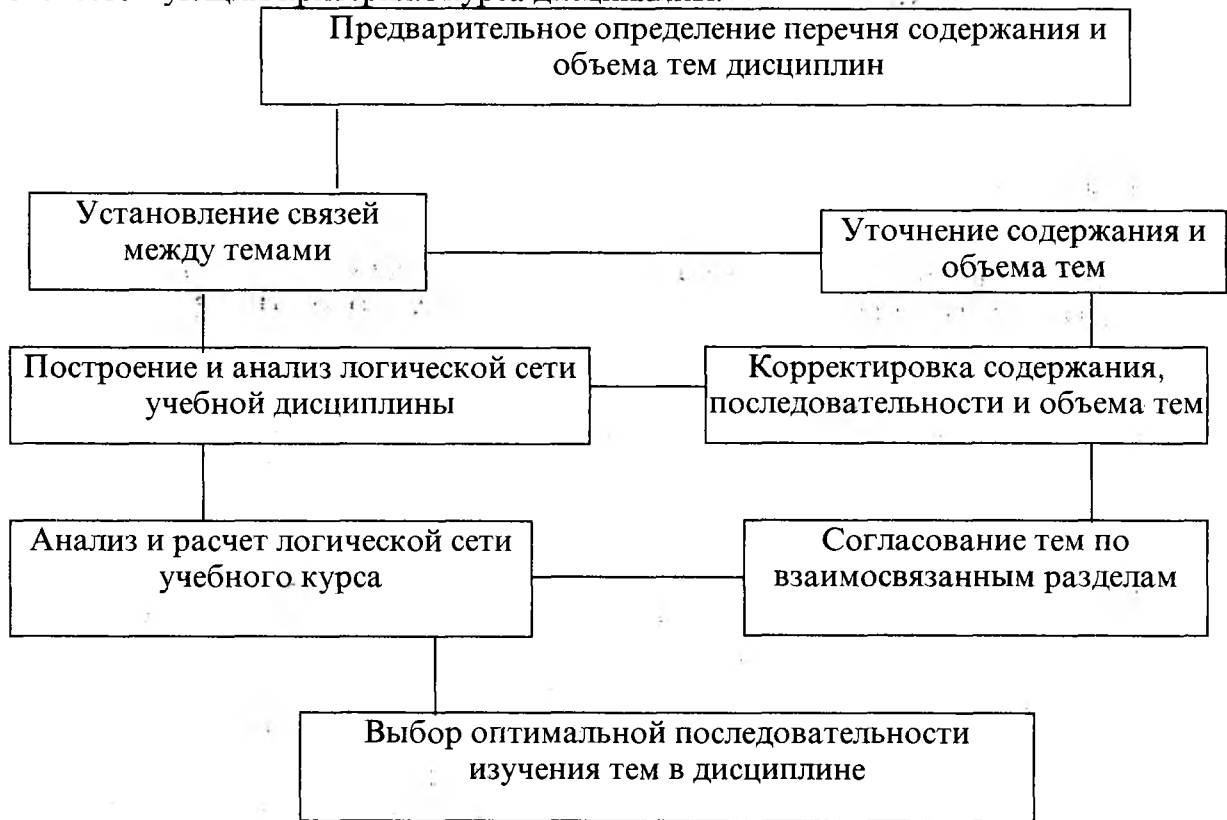 Предварительное определение перечня содержания и
объема тем дисциплин
Установление связей
между темами
Уточнение содержания и
объема тем
Построение и анализ логической сети
учебной дисциплины
Корректировка содержания,
последовательности и объема тем
Анализ и расчет логической сети
учебного курса
Согласование тем по
взаимосвязанным разделам
Выбор оптимальной последовательности
изучения тем в дисциплине